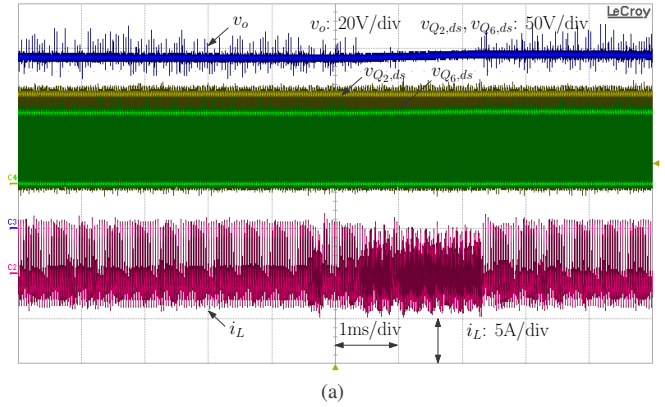 LeCroy
v_o v_o: 20V/div v_{Q_2,ds}, v_{Q_6,ds}: 50V/div
v_{Q_2,ds} v_{Q_6,ds}
C4
C3
C2
i_L 1ms/div i_L: 5A/div
(a)